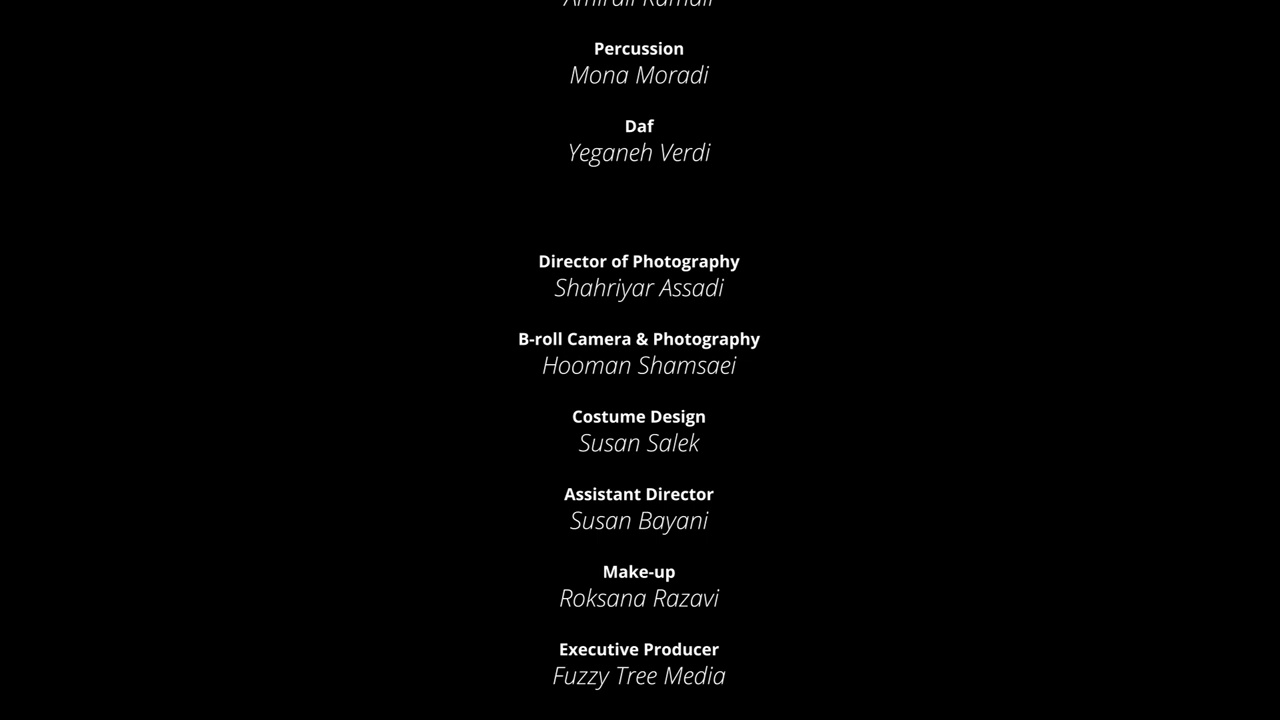 Percussion
Mona Moradi
Daf
Yeganeh Verdi
Director of Photography
Shahriyar Assadi
B-roll Camera & Photography
Hooman Shamsaei
Costume Design
Susan Salek
Assistant Director
Susan Bayani
Make-up
Roksana Razavi
Executive Producer
Fuzzy Tree Media